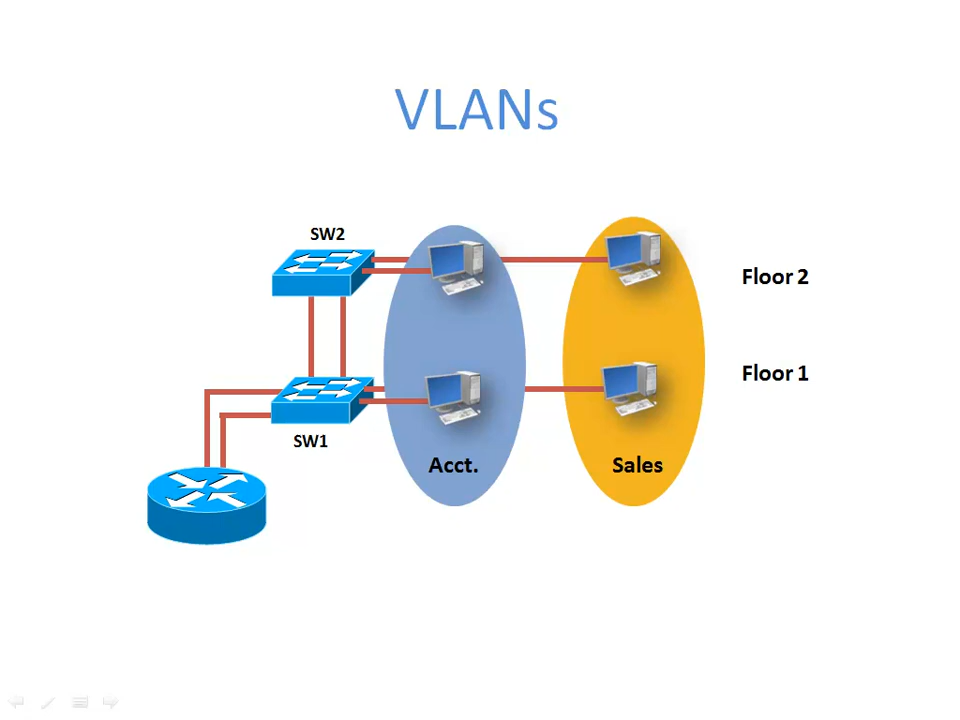 VLANs
SW2
Floor 2
Floor 1
SW1
Acct.
Sales